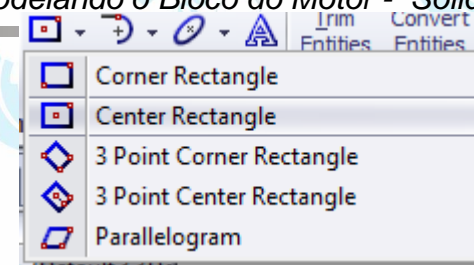 odelando o Bloco do Motor - "Solid
Trim Convert
Entities Entities
Corner Rectangle
Center Rectangle
3 Point Corner Rectangle
3 Point Center Rectangle
Parallelogram